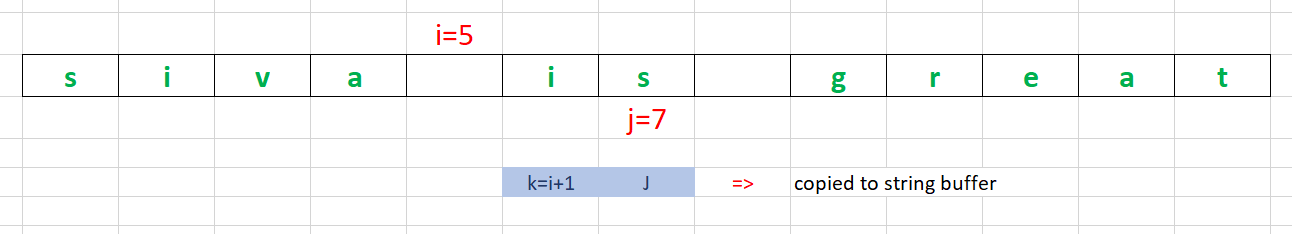 i=5
s i v a i s g r e a t
j=7
k=i+1 J => copied to string buffer